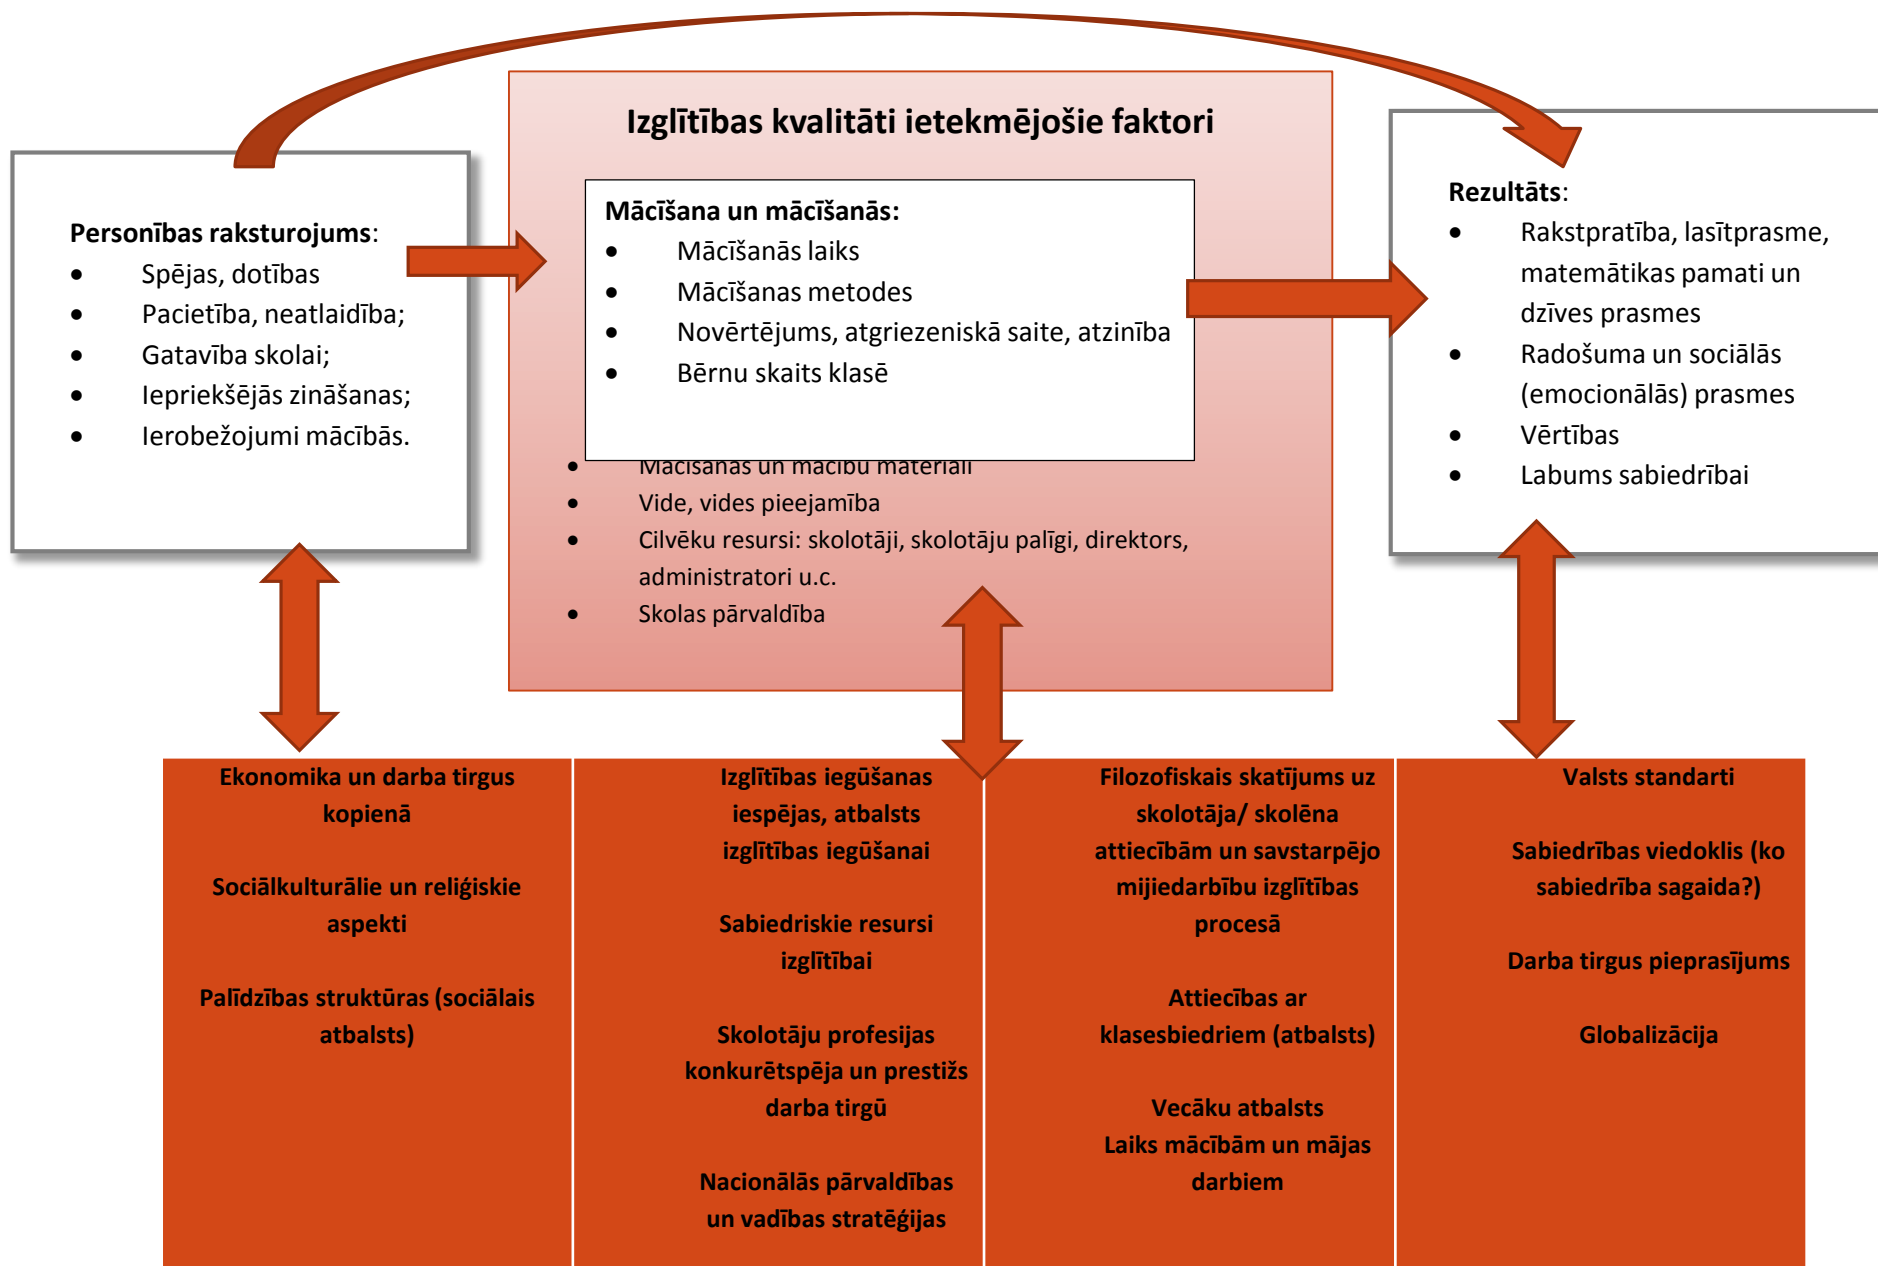 Izglītības kvalitāti ietekmējošie faktori
Personības raksturojums:
• Spējas, dotības
• Pacietība, neatlaidība;
• Gatavība skolai;
• Iepriekšējās zināšanas;
• Ierobežojumi mācībās.
Mācīšana un mācīšanās:
• Mācīšanās laiks
• Mācīšanas metodes
• Novērtējums, atgriezeniskā saite, atzinība
• Bērnu skaits klasē
• Mācīšanas un mācību materiāli
• Vide, vides pieejamība
• Cilvēku resursi: skolotāji, skolotāju palīgi, direktors,
administratori u.c.
• Skolas pārvaldība
Rezultāts:
• Rakstpratība, lasītprasme,
matemātikas pamati un
dzīves prasmes
• Radošuma un sociālās
(emocionālās) prasmes
• Vērtības
• Labums sabiedrībai
Ekonomika un darba tirgus
kopienā
Sociālkulturālie un reliģiskie
aspekti
Palīdzības struktūras (sociālais
atbalsts)
Izglītības iegūšanas
iespējas, atbalsts
izglītības iegūšanai
Sabiedriskie resursi
izglītībai
Skolotāju profesijas
konkurētspēja un prestižs
darba tirgū
Nacionālās pārvaldības
un vadības stratēģijas
Filozofiskais skatījums uz
skolotāja/ skolēna
attiecībām un savstarpējo
mijiedarbību izglītības
procesā
Attiecības ar
klasesbiedriem (atbalsts)
Vecāku atbalsts
Laiks mācībām un mājas
darbiem
Valsts standarti
Sabiedrības viedoklis (ko
sabiedrība sagaida?)
Darba tirgus pieprasījums
Globalizācija